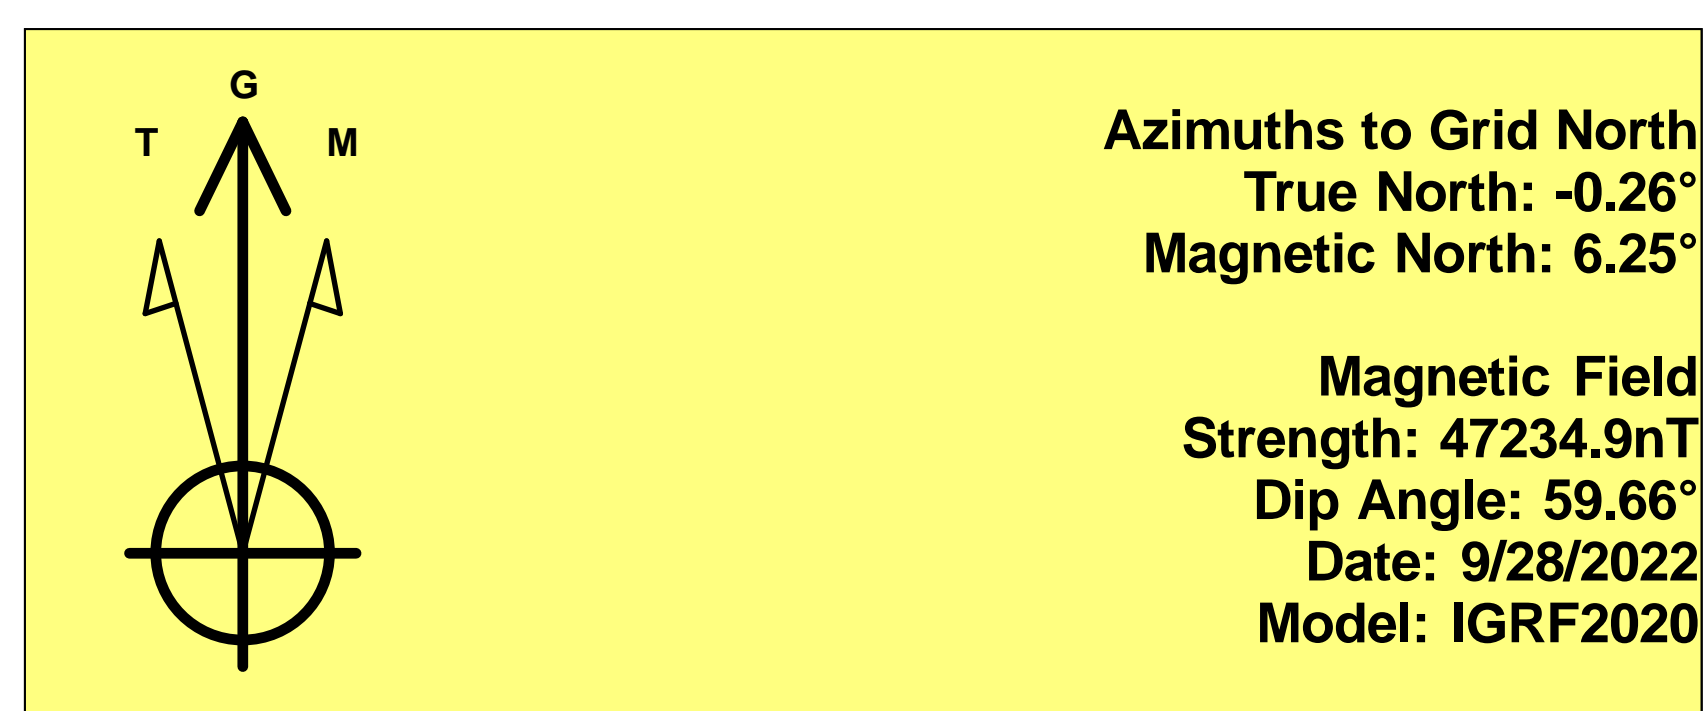 G
T
M
Azimuths to Grid North
True North: -0.26°
Magnetic North: 6.25°
Magnetic Field
Strength: 47234.9nT
Dip Angle: 59.66°
Date: 9/28/2022
Model: IGRF2020